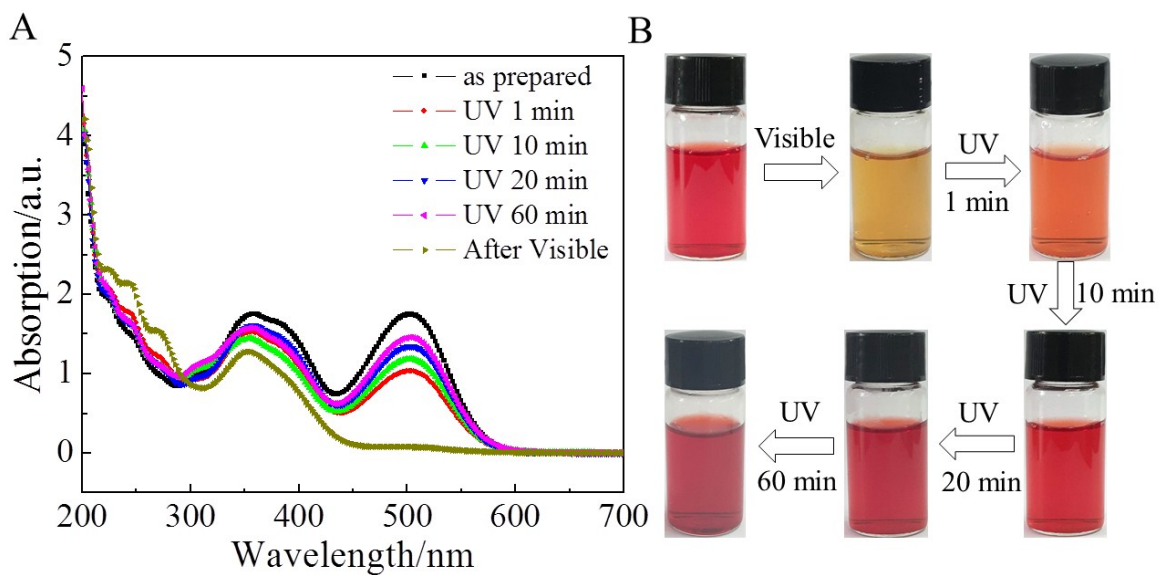 A
5
4
3
2
1
0
200
300
400
500
600
700
Absorption/a.u.
Wavelength/nm
as prepared
UV 1 min
UV 10 min
UV 20 min
UV 60 min
After Visible
B
Visible
UV
1 min
UV 10 min
UV
20 min
UV
60 min